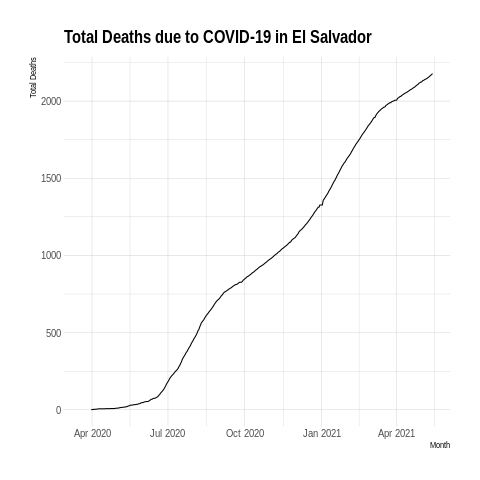 Total Deaths due to COVID-19 in El Salvador
Total Deaths
2000
1500
1000
500
0
Apr 2020 Jul 2020 Oct 2020 Jan 2021 Apr 2021
Month